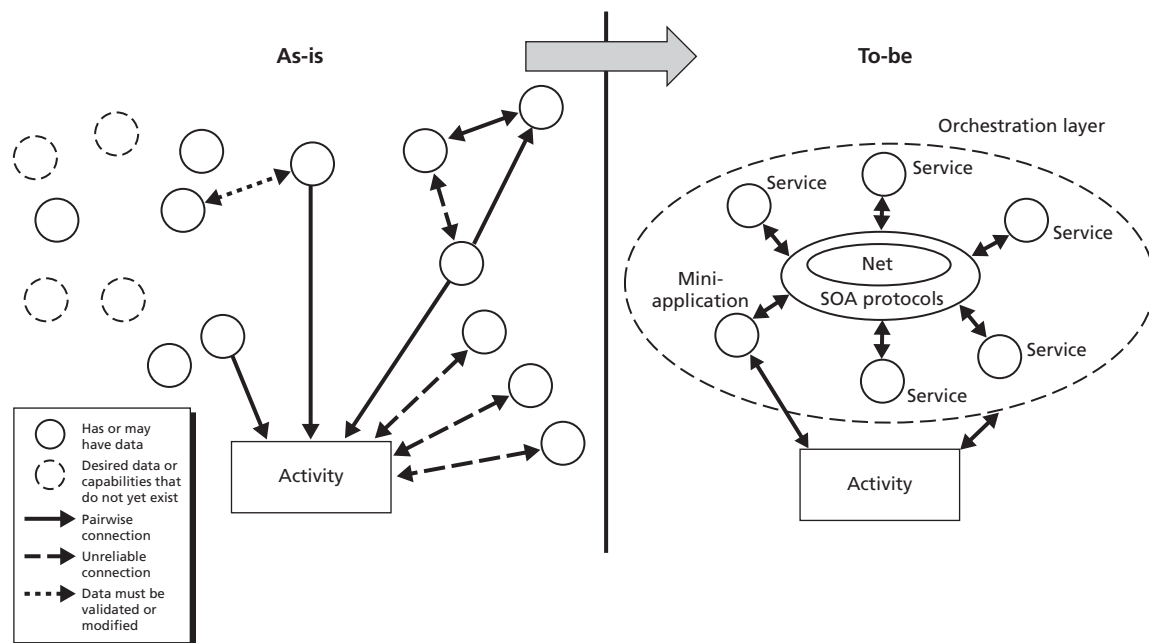 As-is
To-be
Orchestration layer
Service
Service
Service
Net
SOA protocols
Mini-
application
Service
Service
Activity
Activity
Has or may
have data
Desired data or
capabilities that
do not yet exist
Pairwise
connection
Unreliable
connection
Data must be
validated or
modified